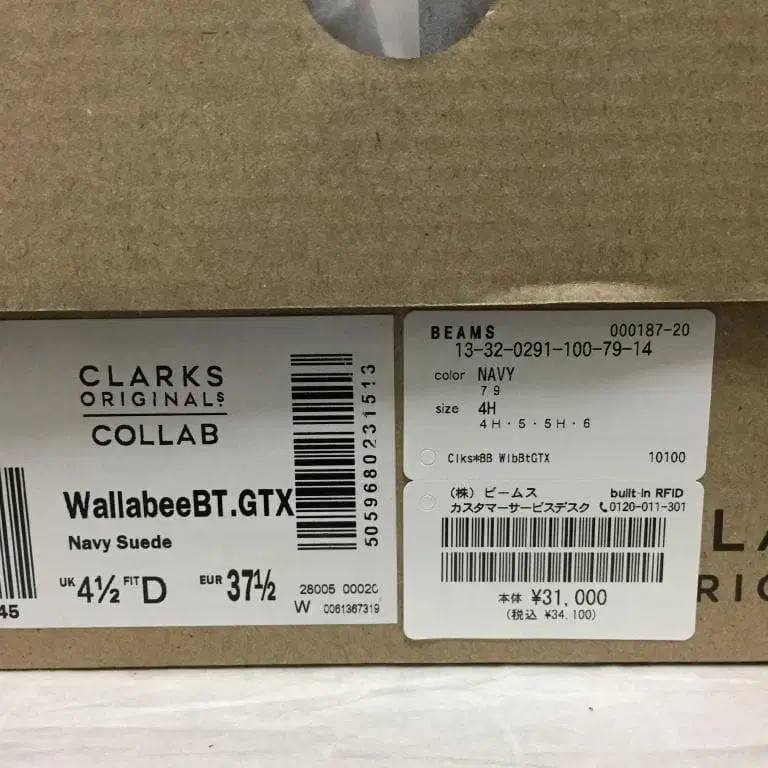 CLARKS
ORIGINALS
COLLAB
WallabeeBT.GTX
Navy Suede
UK 4½ FIT D EUR 37½
28005 00020
W 0061367319
5059680231513
45
BEAMS 000187-20
13-32-0291-100-79-14
color NAVY
79
size 4H
4H・5・5H・6
Clks*BB WlbBtGTX 10100
(株)ビームス built-in RFID
カスタマーサービスデスク 0120-011-301
本体 ¥31,000
(税込 ¥34,100)
LA
RIG